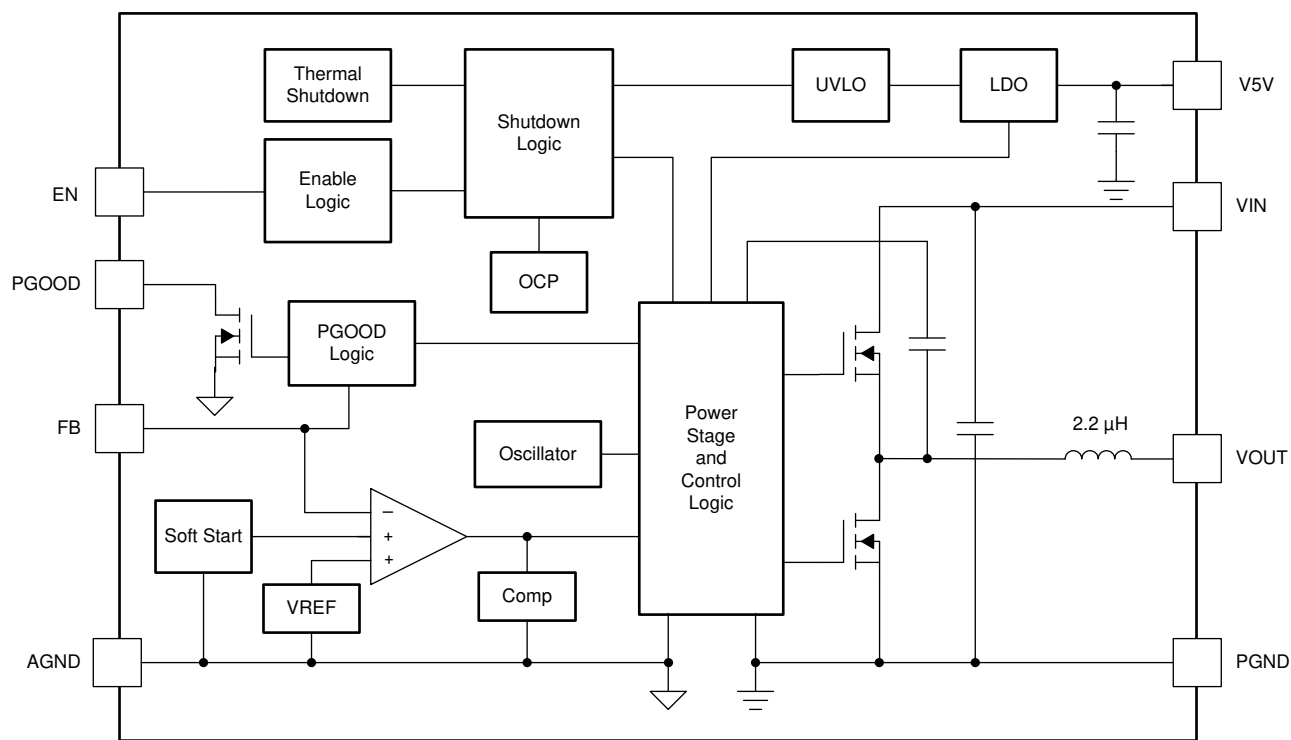 Thermal
Shutdown
Shutdown
Logic
UVLO
LDO
V5V
EN
Enable
Logic
VIN
PGOOD
OCP
PGOOD
Logic
FB
Power
Stage
and
Control
Logic
Oscillator
2.2 µH
VOUT
Soft Start
−
+
+
VREF
Comp
AGND
PGND